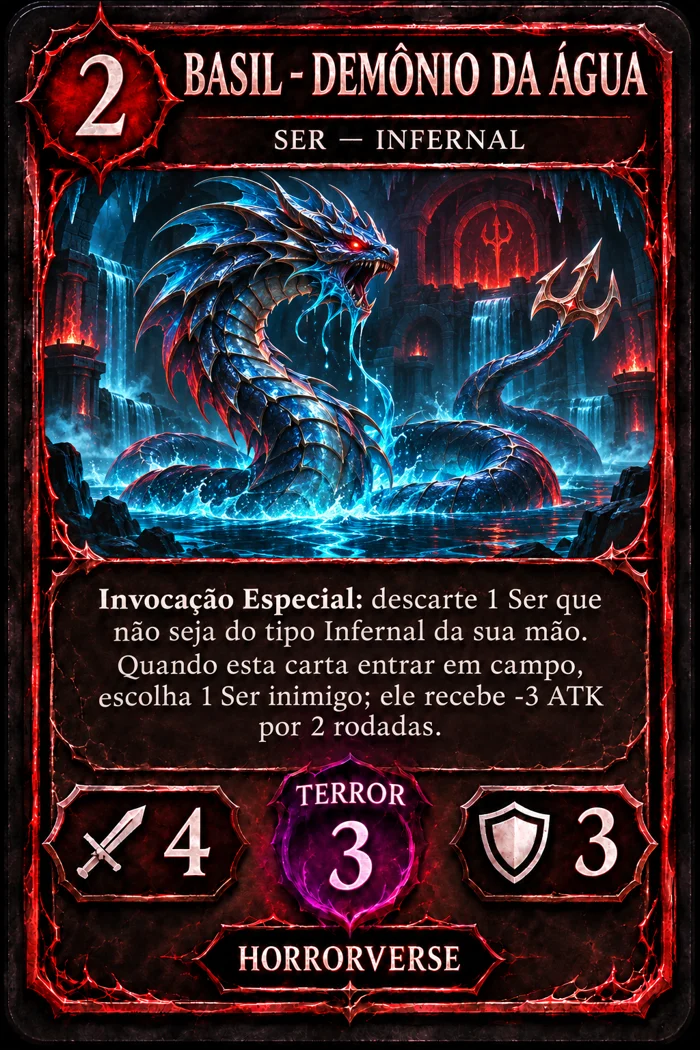 2
BASIL - DEMÔNIO DA ÁGUA
SER — INFERNAL
Invocação Especial: descarte 1 Ser que
não seja do tipo Infernal da sua mão.
Quando esta carta entrar em campo,
escolha 1 Ser inimigo; ele recebe -3 ATK
por 2 rodadas.
4
TERROR
3
3
HORRORVERSE